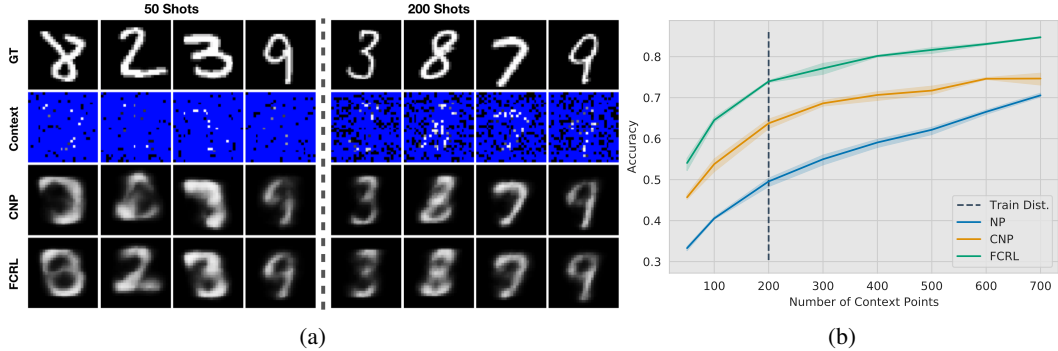 50 Shots
200 Shots
GT
Context
CNP
FCRL
(a)
Accuracy
0.8
0.7
0.6
0.5
0.4
0.3
100 200 300 400 500 600 700
Number of Context Points
Train Dist.
NP
CNP
FCRL
(b)